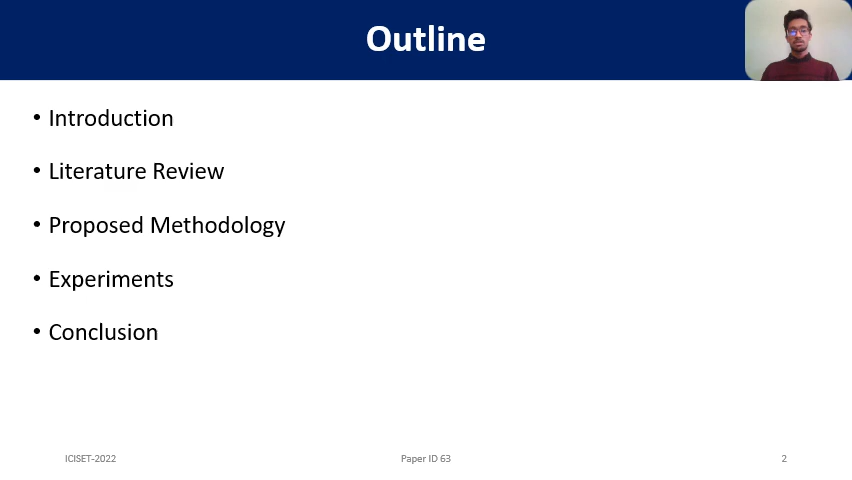 Outline
• Introduction
• Literature Review
• Proposed Methodology
• Experiments
• Conclusion
ICISET-2022 Paper ID 63 2